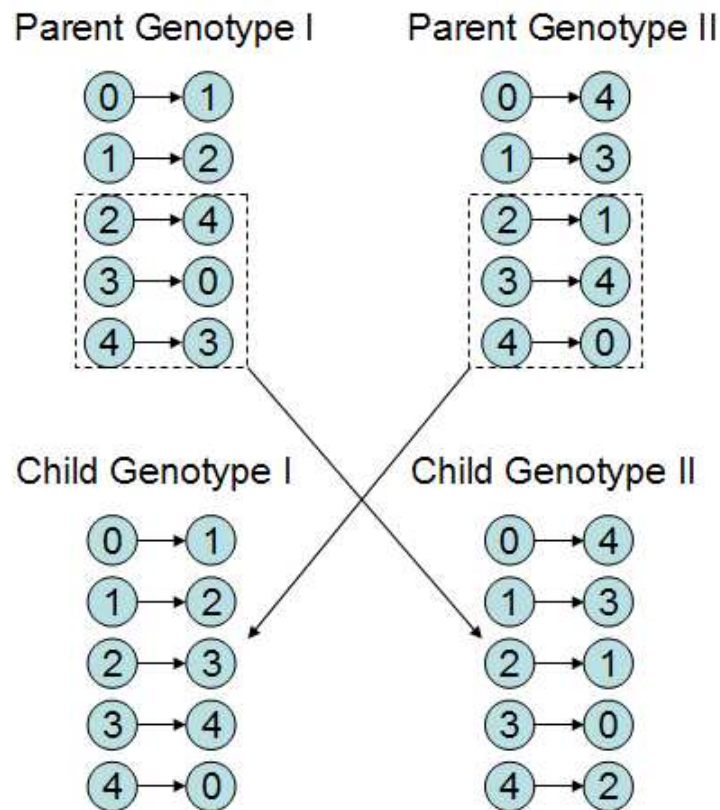 Parent Genotype I Parent Genotype II
0 1 0 4
1 2 1 3
2 4 2 1
3 0 3 4
4 3 4 0
Child Genotype I Child Genotype II
0 1 0 4
1 2 1 3
2 3 2 1
3 4 3 0
4 0 4 2